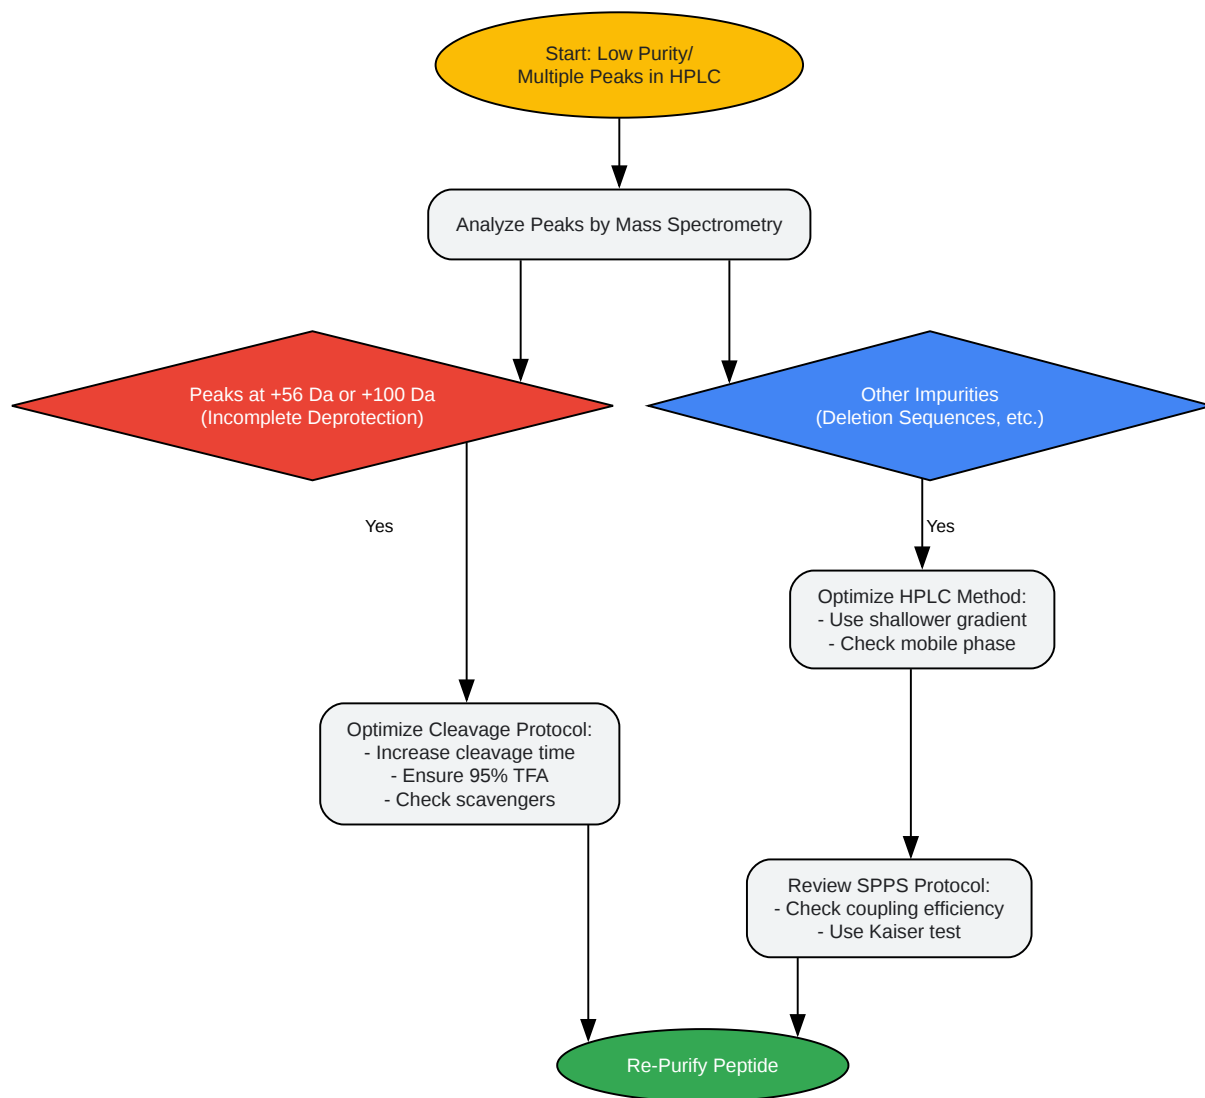 Start: Low Purity/
Multiple Peaks in HPLC
Analyze Peaks by Mass Spectrometry
Peaks at +56 Da or +100 Da
(Incomplete Deprotection)
Other Impurities
(Deletion Sequences, etc.)
Yes
Yes
Optimize HPLC Method:
- Use shallower gradient
- Check mobile phase
Optimize Cleavage Protocol:
- Increase cleavage time
- Ensure 95% TFA
- Check scavengers
Review SPPS Protocol:
- Check coupling efficiency
- Use Kaiser test
Re-Purify Peptide